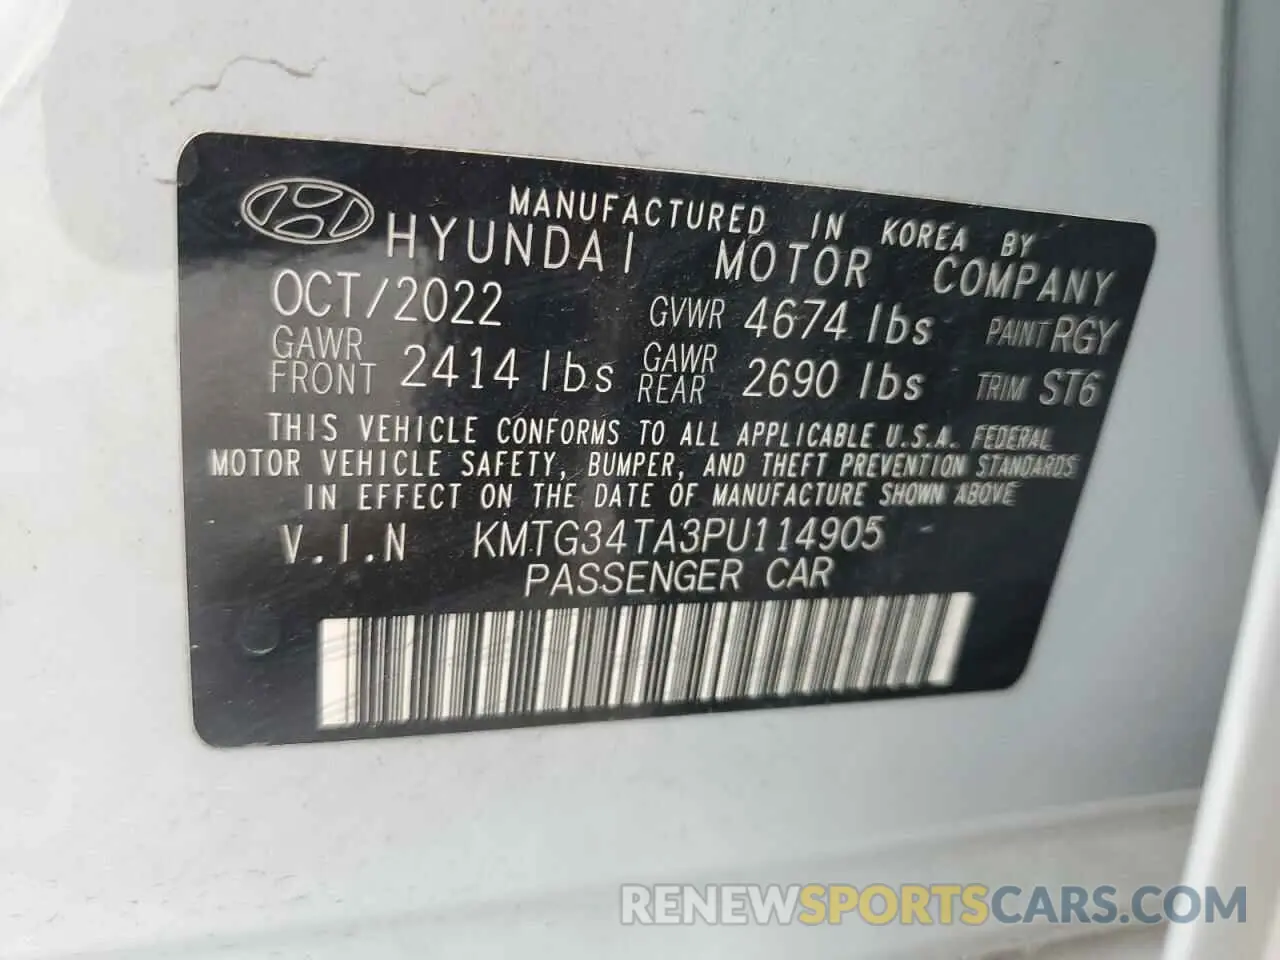 MANUFACTURED IN KOREA BY
HYUNDAI MOTOR COMPANY
OCT/2022 GVWR 4674 lbs PAINT RGY
GAWR FRONT 2414 lbs GAWR REAR 2690 lbs TRIM ST6
THIS VEHICLE CONFORMS TO ALL APPLICABLE U.S.A. FEDERAL
MOTOR VEHICLE SAFETY, BUMPER, AND THEFT PREVENTION STANDARDS
IN EFFECT ON THE DATE OF MANUFACTURE SHOWN ABOVE
V.I.N KMTG34TA3PU114905
PASSENGER CAR
RENEWSPORTSCARS.COM